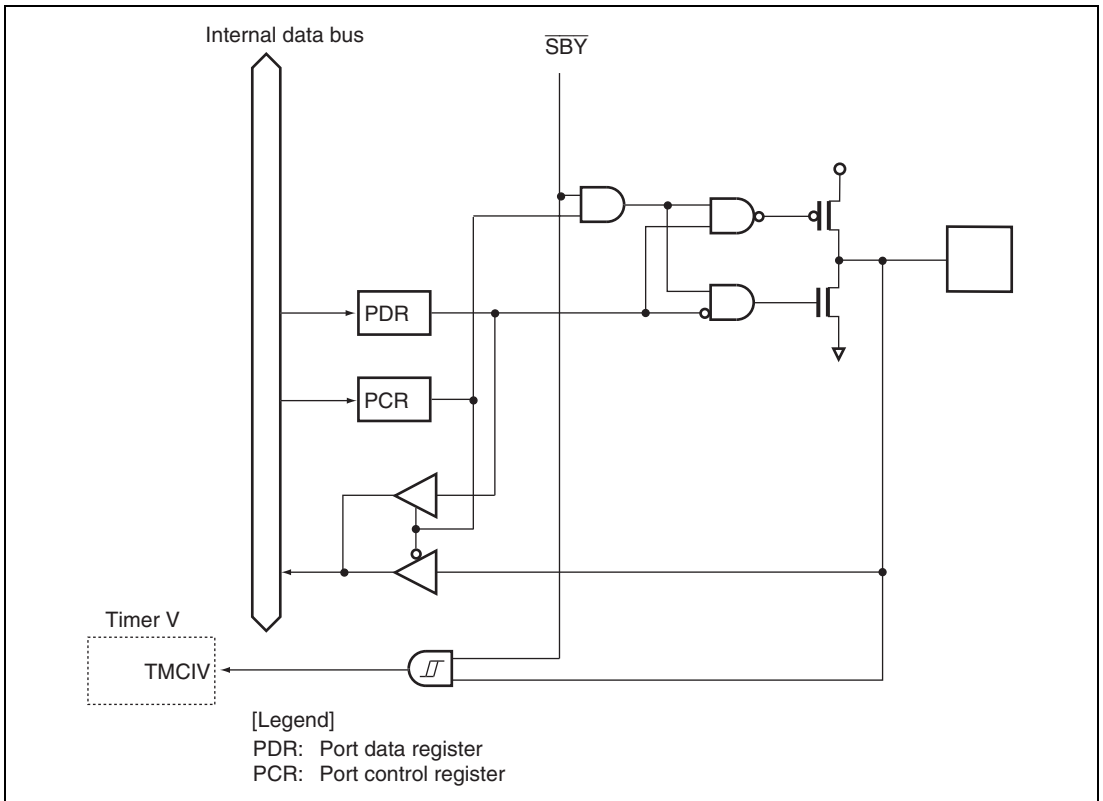 Internal data bus
SBY
PDR
PCR
Timer V
TMCIV
[Legend]
PDR: Port data register
PCR: Port control register